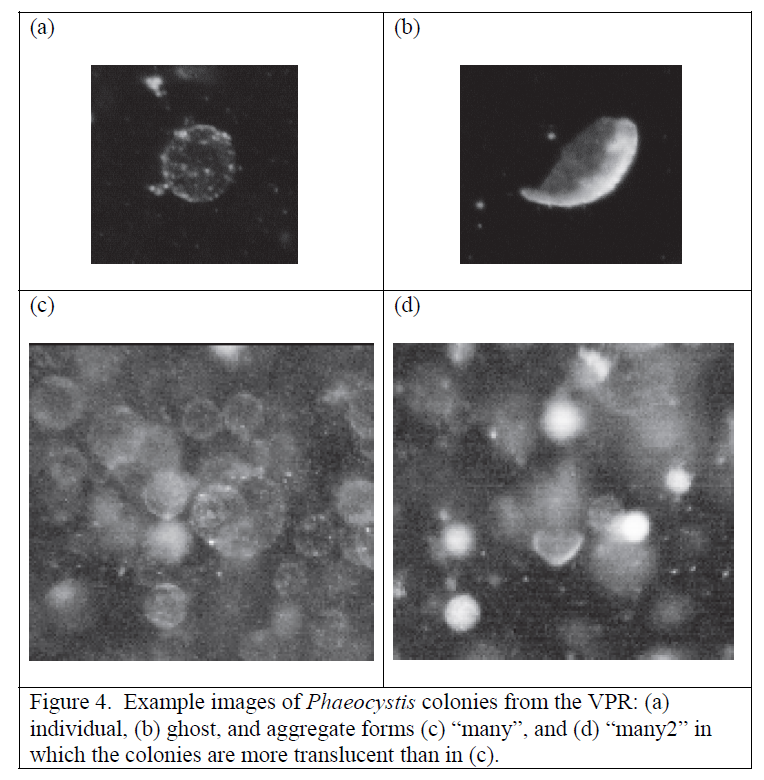 (a)
(b)
(c)
(d)
Figure 4.  Example images of Phaeocystis colonies from the VPR: (a)
individual, (b) ghost, and aggregate forms (c) “many”, and (d) “many2” in
which the colonies are more translucent than in (c).